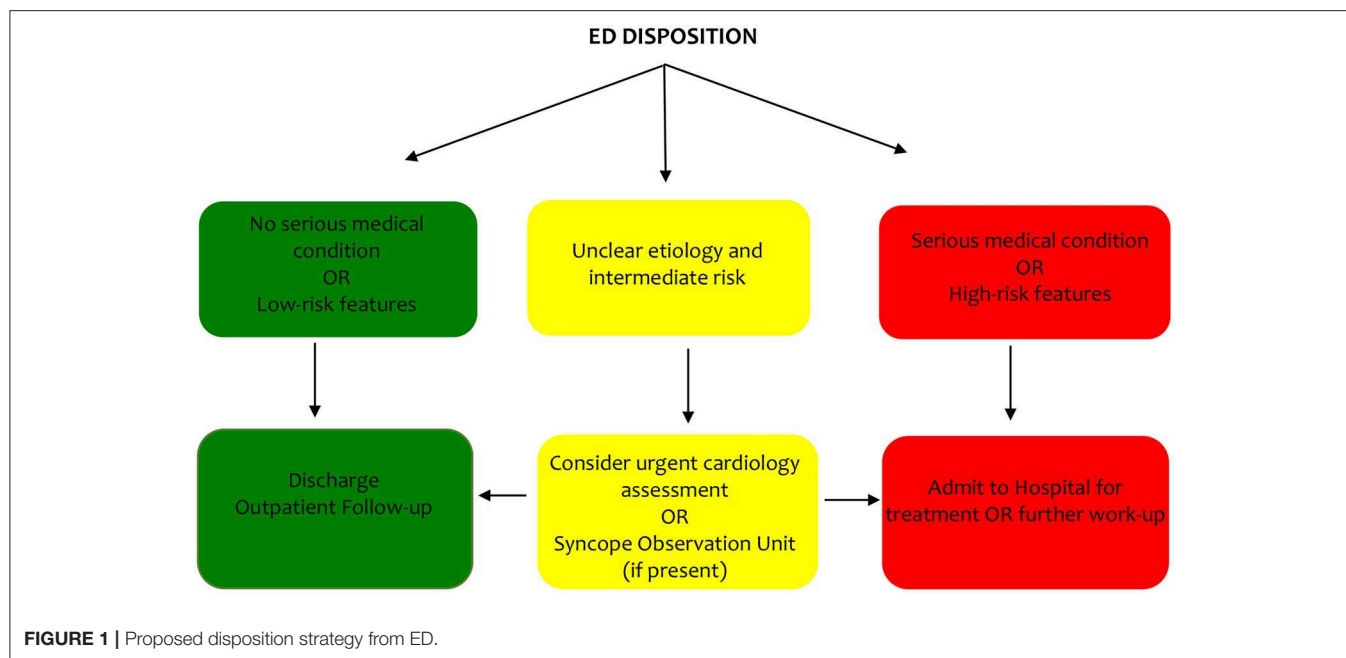 ED DISPOSITION
No serious medical
condition
OR
Low-risk features
Unclear etiology and
intermediate risk
Serious medical condition
OR
High-risk features
Discharge
Outpatient Follow-up
Consider urgent cardiology
assessment
OR
Syncope Observation Unit
(if present)
Admit to Hospital for
treatment OR further work-up
FIGURE 1 | Proposed disposition strategy from ED.